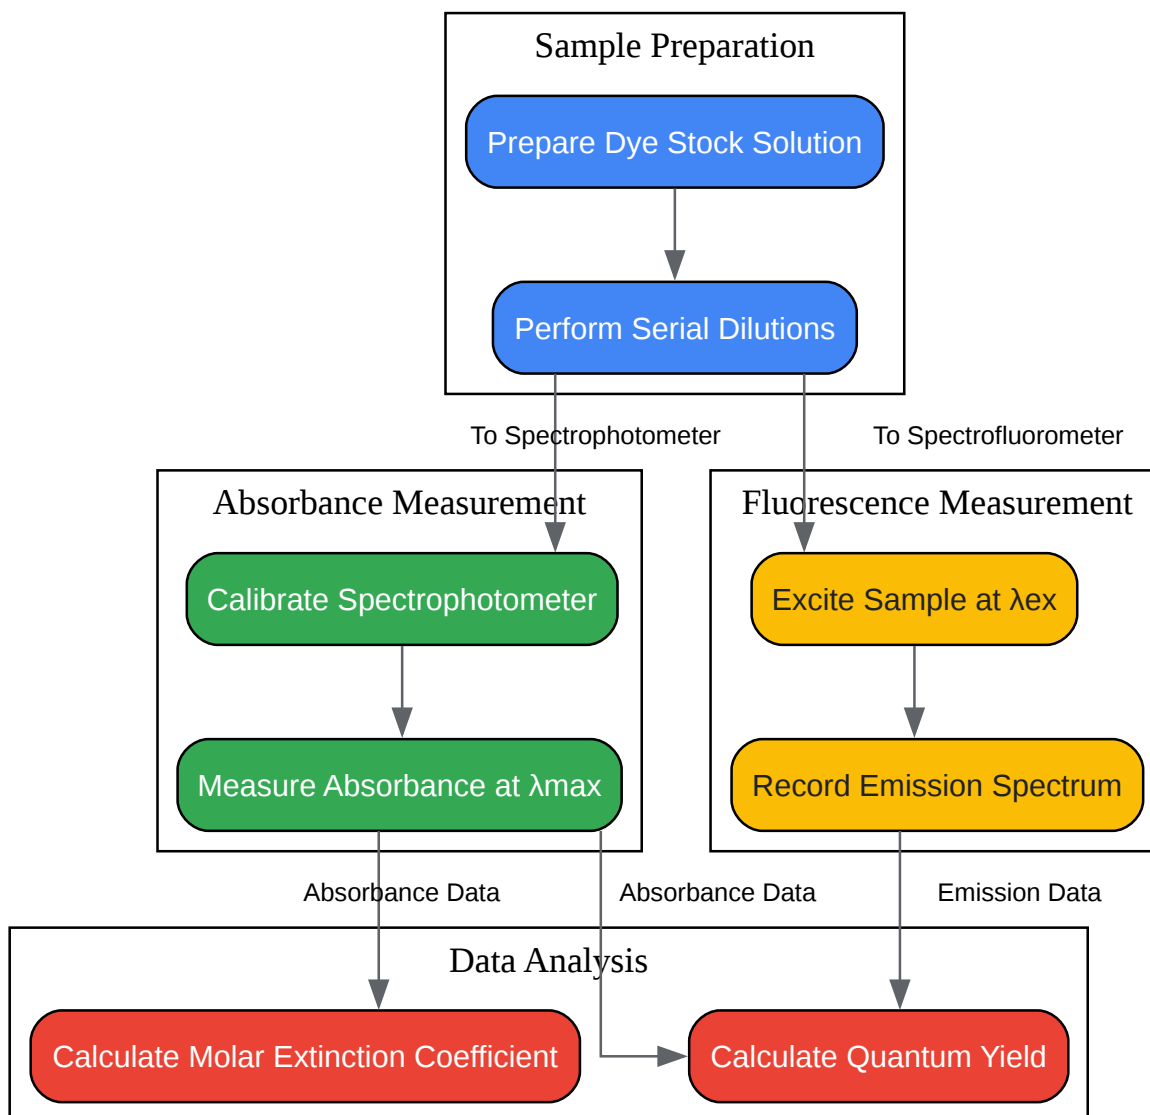 Sample Preparation
Prepare Dye Stock Solution
Perform Serial Dilutions
To Spectrophotometer
To Spectrofluorometer
Absorbance Measurement
Fluorescence Measurement
Calibrate Spectrophotometer
Excite Sample at λex
Measure Absorbance at λmax
Record Emission Spectrum
Absorbance Data
Absorbance Data
Emission Data
Data Analysis
Calculate Molar Extinction Coefficient
Calculate Quantum Yield